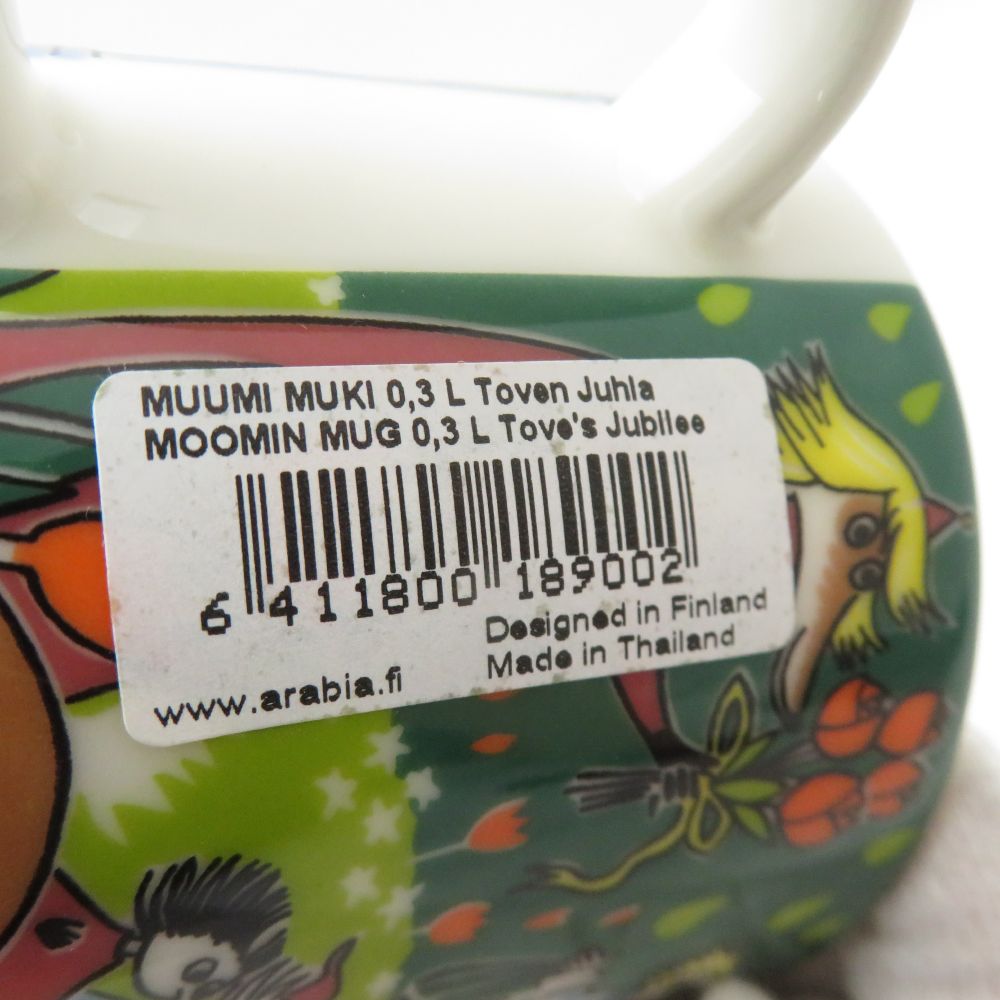 MUUMI MUKI 0,3 L Toven Juhla
MOOMIN MUG 0,3 L Tove's Jubilee
6 411800 189002
Designed in Finland
Made in Thailand
www.arabia.fi